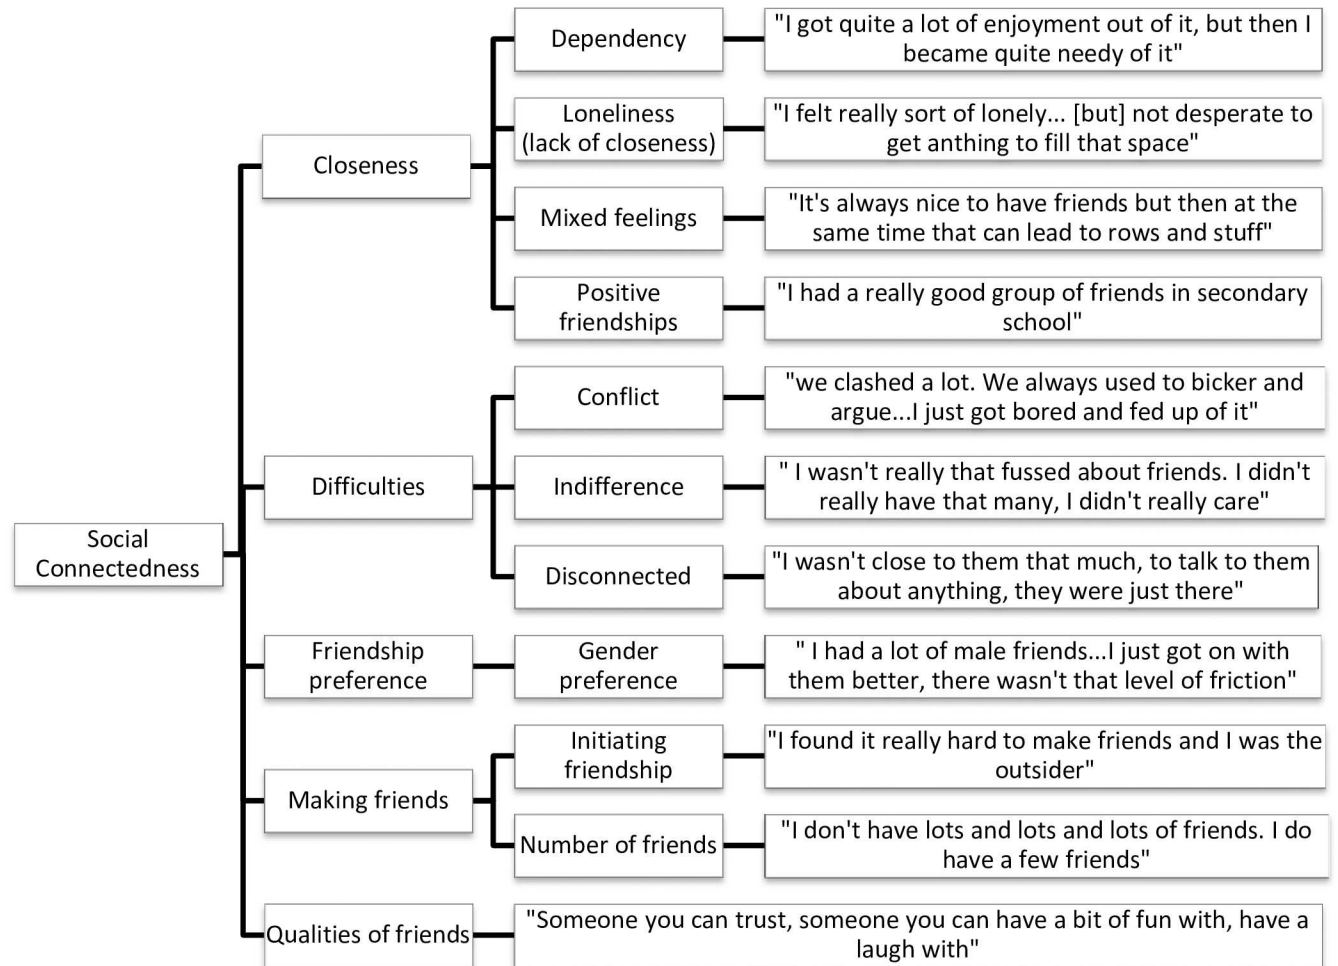 Dependency
"I got quite a lot of enjoyment out of it, but then I
became quite needy of it"
Loneliness
(lack of closeness)
"I felt really sort of lonely... [but] not desperate to
get anthing to fill that space"
Closeness
Mixed feelings
"It's always nice to have friends but then at the
same time that can lead to rows and stuff"
Positive
friendships
"I had a really good group of friends in secondary
school"
Conflict
"we clashed a lot. We always used to bicker and
argue...I just got bored and fed up of it"
Difficulties
Indifference
" I wasn't really that fussed about friends. I didn't
really have that many, I didn't really care"
Social
Connectedness
Disconnected
"I wasn't close to them that much, to talk to them
about anything, they were just there"
Friendship
preference
Gender
preference
" I had a lot of male friends...I just got on with
them better, there wasn't that level of friction"
Initiating
friendship
"I found it really hard to make friends and I was the
outsider"
Making friends
Number of friends
"I don't have lots and lots and lots of friends. I do
have a few friends"
Qualities of friends
"Someone you can trust, someone you can have a bit of fun with, have a
laugh with"